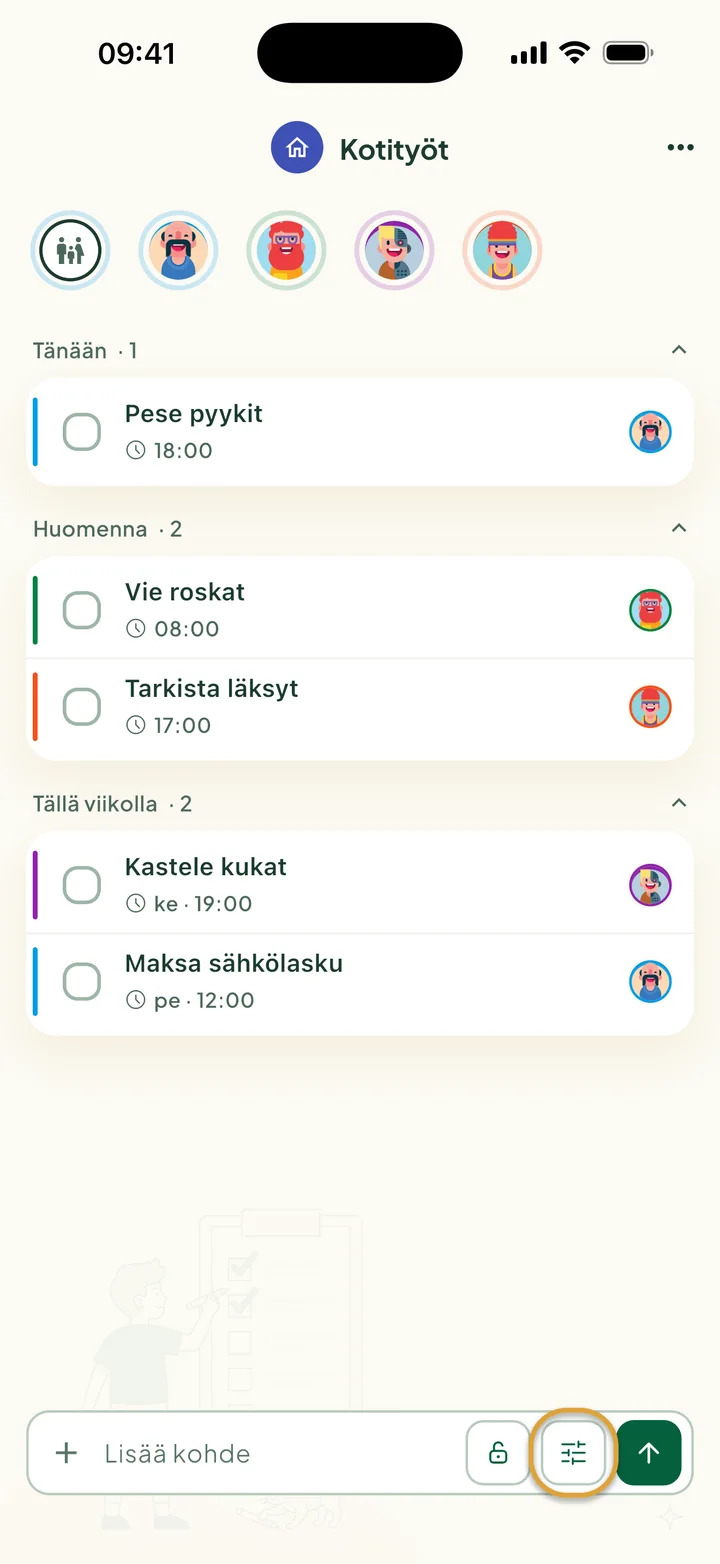 09:41
Kotityöt
Tänään · 1
Pese pyykit
18:00
Huomenna · 2
Vie roskat
08:00
Tarkista läksyt
17:00
Tällä viikolla · 2
Kastele kukat
ke · 19:00
Maksa sähkölasku
pe · 12:00
Lisää kohde